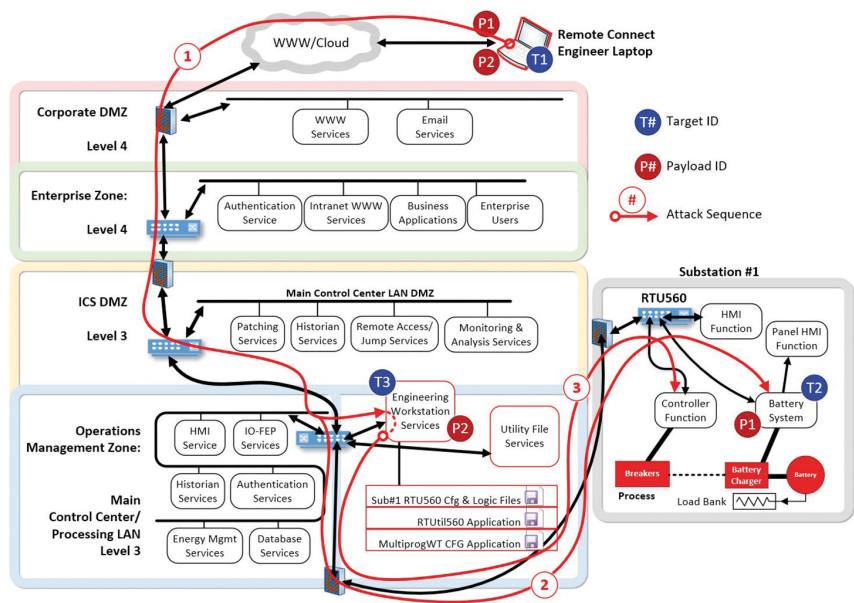 WWW/Cloud
P1
P2
T1
Remote Connect
Engineer Laptop
1
Corporate DMZ
Level 4
WWW
Services
Email
Services
T# Target ID
P# Payload ID
# Attack Sequence
Enterprise Zone:
Level 4
Authentication
Service
Intranet WWW
Services
Business
Applications
Enterprise
Users
ICS DMZ
Level 3
Main Control Center LAN DMZ
Patching
Services
Historian
Services
Remote Access/
Jump Services
Monitoring &
Analysis Services
Substation #1
RTU560
HMI
Function
Panel HMI
Function
T2
Controller
Function
Battery
System
P1
Breakers
Process
Battery
Charger
Battery
Load Bank
3
Operations
Management Zone:
HMI
Service
IO-FEP
Services
T3
Engineering
Workstation
Services
P2
Utility File
Services
Historian
Services
Authentication
Services
Main
Control Center/
Processing LAN
Level 3
Energy Mgmt
Services
Database
Services
Sub#1 RTU560 Cfg & Logic Files
RTUtil560 Application
MultiprogWT CFG Application
2